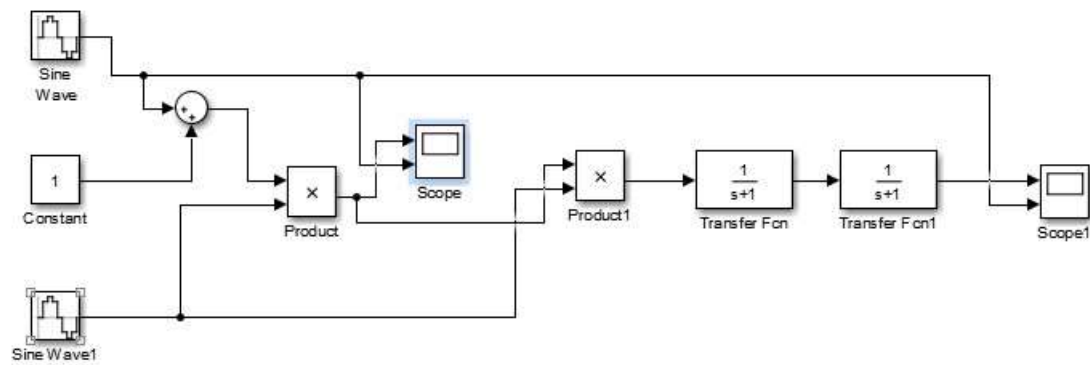 Sine
Wave
1
Constant
Sine Wave1
+
+
×
Product
Scope
×
Product1
1
s+1
Transfer Fcn
1
s+1
Transfer Fcn1
Scope1